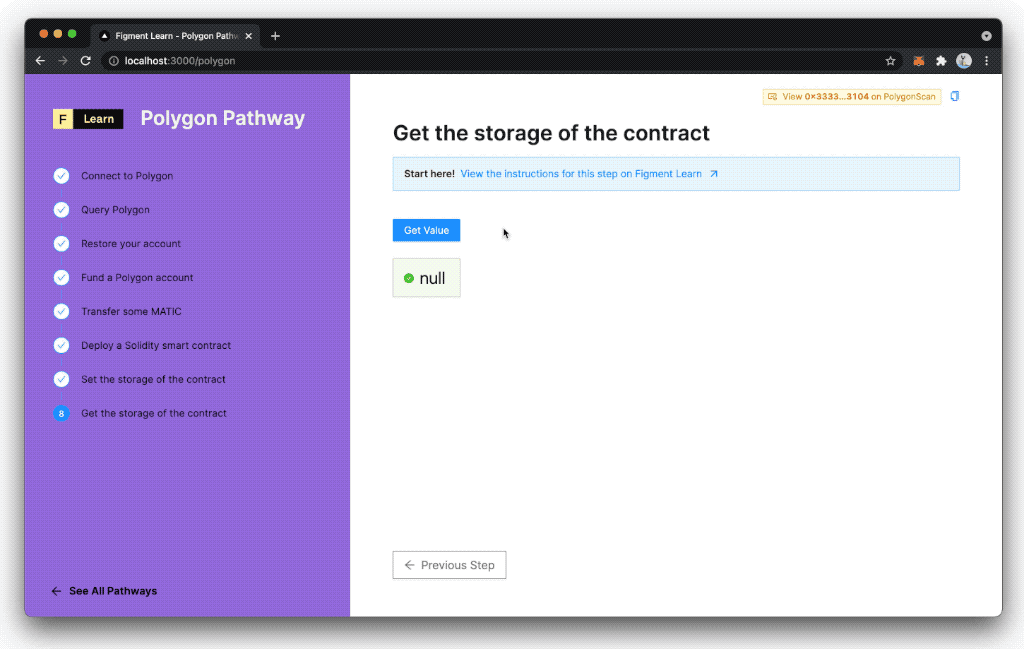 Figment Learn - Polygon Pathw
localhost:3000/polygon
F Learn Polygon Pathway
Connect to Polygon
Query Polygon
Restore your account
Fund a Polygon account
Transfer some MATIC
Deploy a Solidity smart contract
Set the storage of the contract
8 Get the storage of the contract
← See All Pathways
View 0×3333...3104 on PolygonScan
Get the storage of the contract
Start here! View the instructions for this step on Figment Learn
Get Value
null
← Previous Step